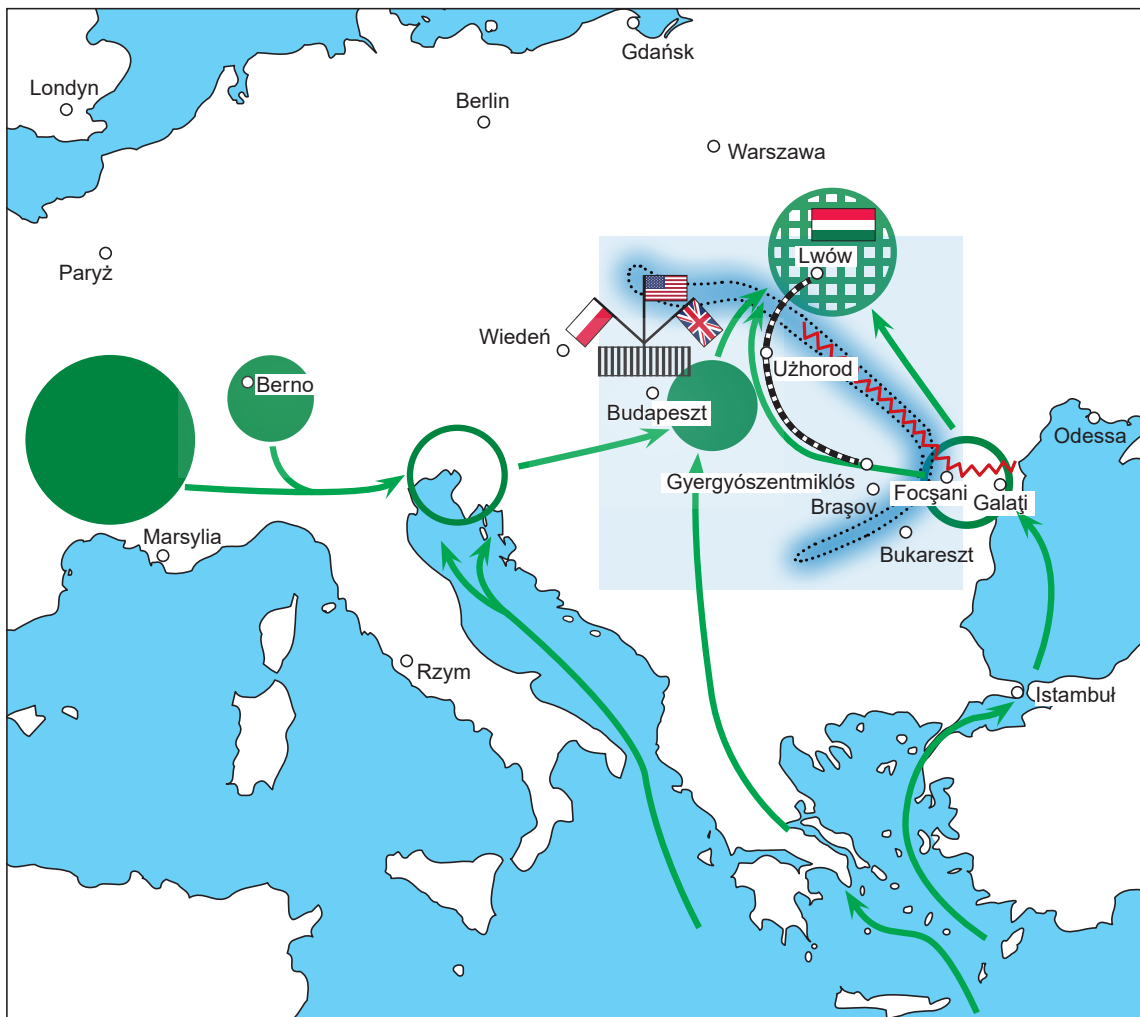 Gdańsk
Londyn
Berlin
Warszawa
Lwów
Paryż
Wiedeń
Użhorod
Berno
Budapeszt
Odessa
Gyergyószentmiklós
Focşani
Galaţi
Braşov
Marsylia
Bukareszt
Rzym
Istambuł